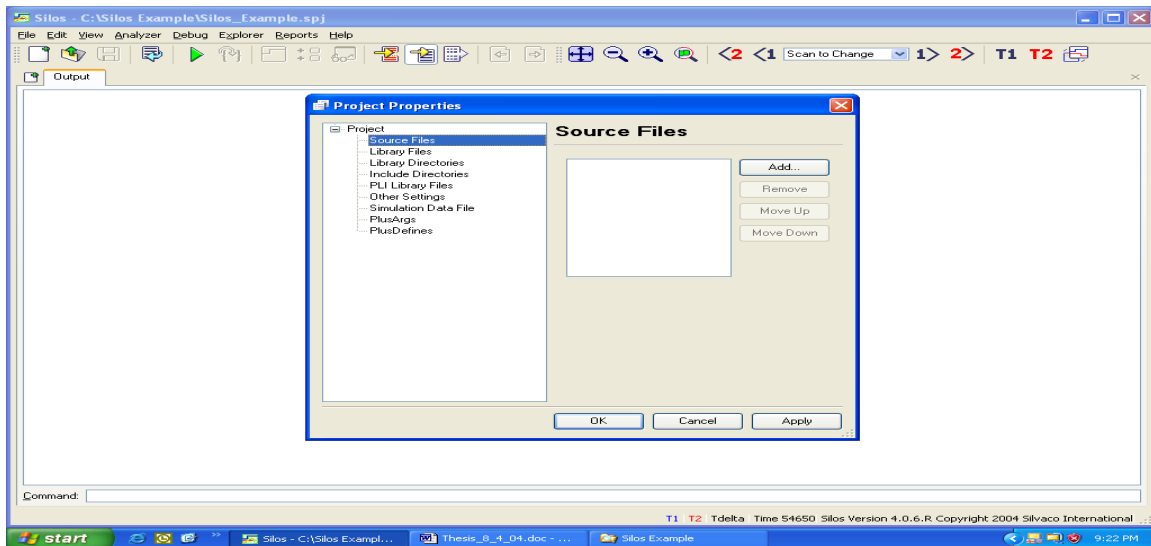 Silos - C:\Silos Example\Silos_Example.spj
File Edit View Analyzer Debug Explorer Reports Help
<2 <1 Scan to Change 1> 2> T1 T2
Output
Project Properties
Project
Source Files
Library Files
Library Directories
Include Directories
PLI Library Files
Other Settings
Simulation Data File
PlusArgs
PlusDefines
Source Files
Add...
Remove
Move Up
Move Down
OK Cancel Apply
Command:
T1 T2 Tdelta Time 54650 Silos Version 4.0.6.R Copyright 2004 Silvaco International
start Silos - C:\Silos Exampl... Thesis_8_4_04.doc - ... Silos Example 9:22 PM